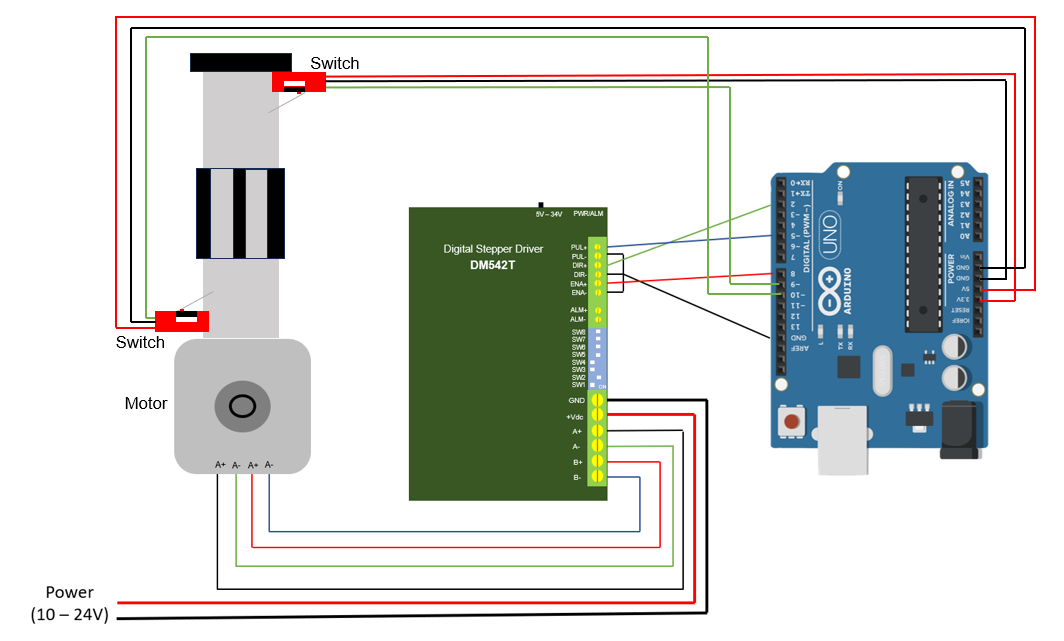 Switch
Switch
Motor
A+ A- A+ A-
Power
(10 – 24V)
5V – 34V PWR/ALM
Digital Stepper Driver
DM542T
PUL+
PUL-
DIR+
DIR-
ENA+
ENA-
ALM+
ALM-
SW8
SW7
SW6
SW5
SW4
SW3
SW2
SW1 ON
GND
+Vdc
A+
A-
B+
B-
RX+0
TX+1
2
~3
4
~5
~6
7
8
~9
~10
~11
12
13
GND
AREF
DIGITAL (PWM~)
ON
UNO
ARDUINO
L
TX
RX
ANALOG IN
A5
A4
A3
A2
A1
A0
POWER
Vin
GND
GND
5V
3.3V
RESET
IOREF